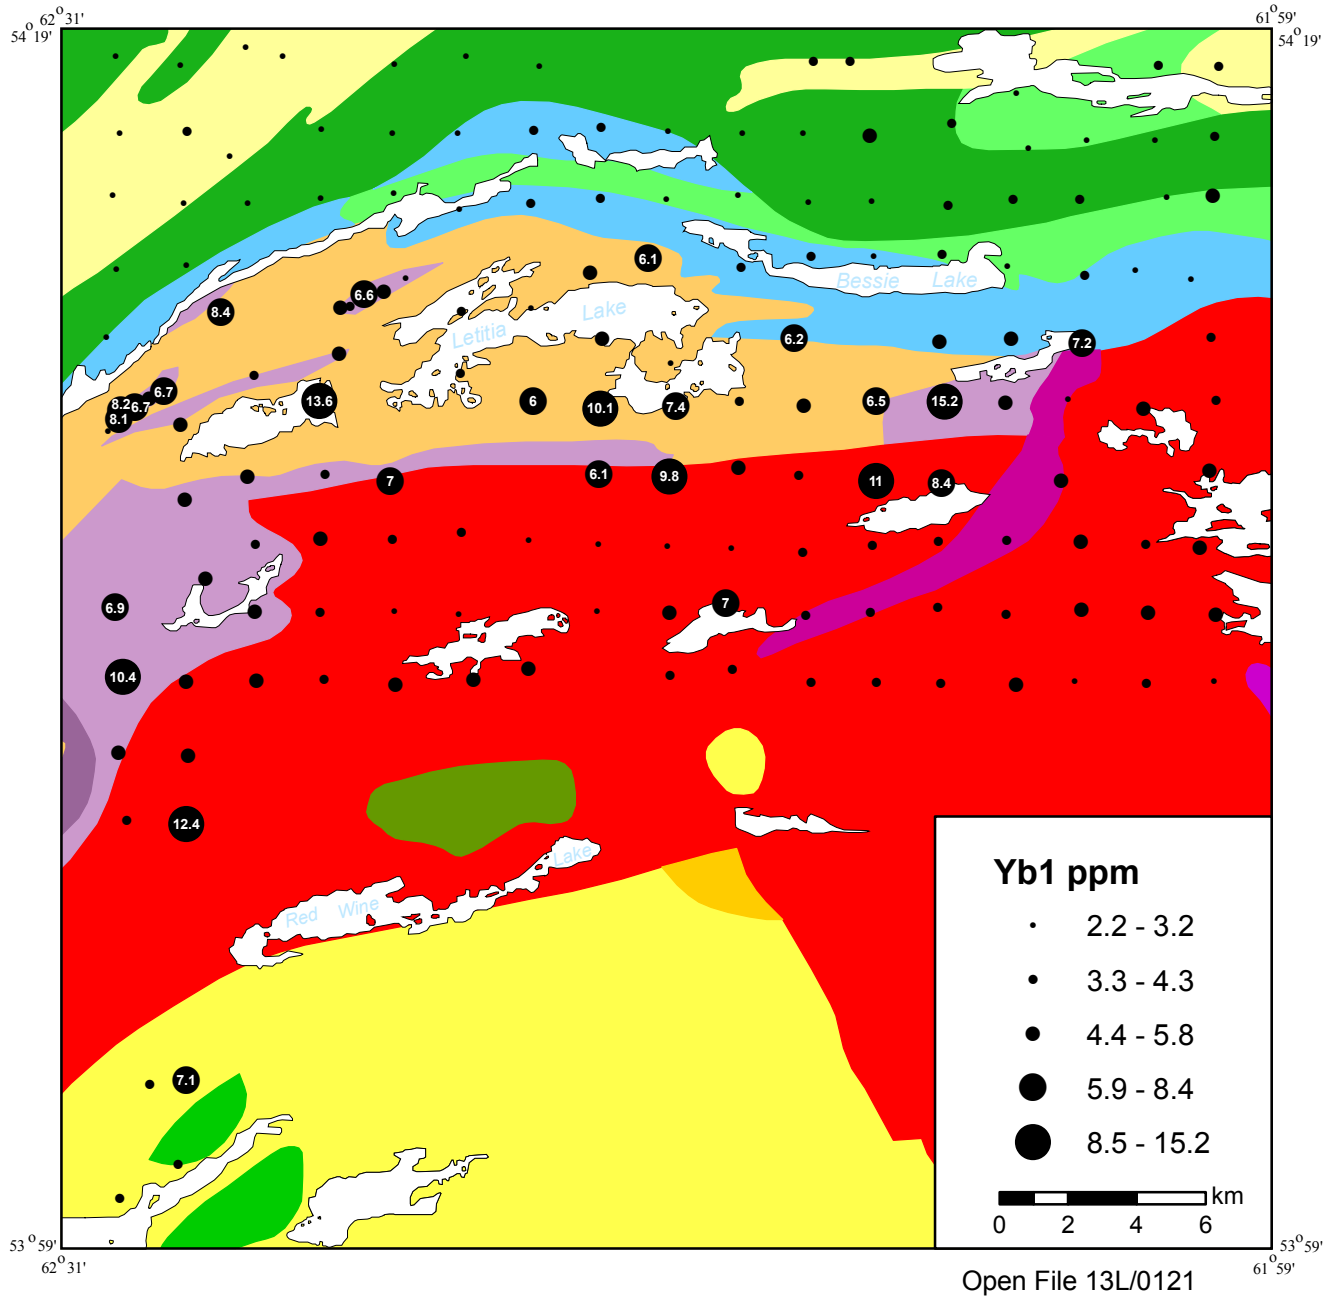 62°31' 61°59'
54°19' 54°19'
6.1
Bessie Lake
6.6
8.4
Lake
Letitia
6.2
7.2
6.7
8.2 6.7
8.1
13.6
6
10.1
7.4
6.5
15.2
7
6.1
9.8
11
8.4
6.9
7
10.4
12.4
Lake
Red Wine
7.1
Yb1 ppm
2.2 - 3.2
3.3 - 4.3
4.4 - 5.8
5.9 - 8.4
8.5 - 15.2
km
0 2 4 6
53°59' 53°59'
62°31' 61°59'
Open File 13L/0121